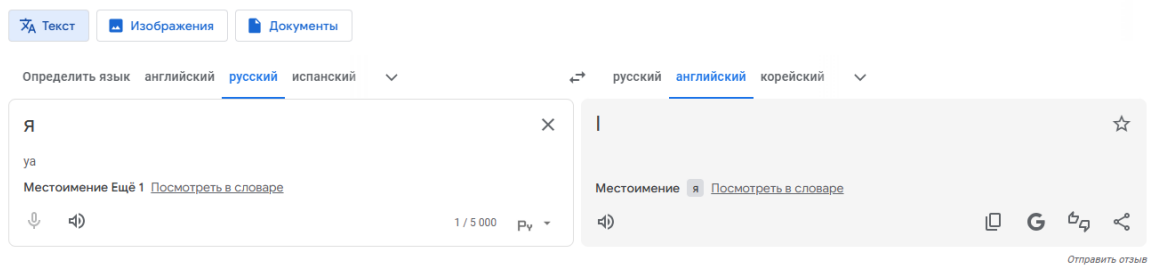 Текст Изображения Документы
Определить язык английский русский испанский русский английский корейский
я I
ya
Местоимение Ещё 1 Посмотреть в словаре Местоимение я Посмотреть в словаре
1 / 5 000 Ру
Отправить отзыв